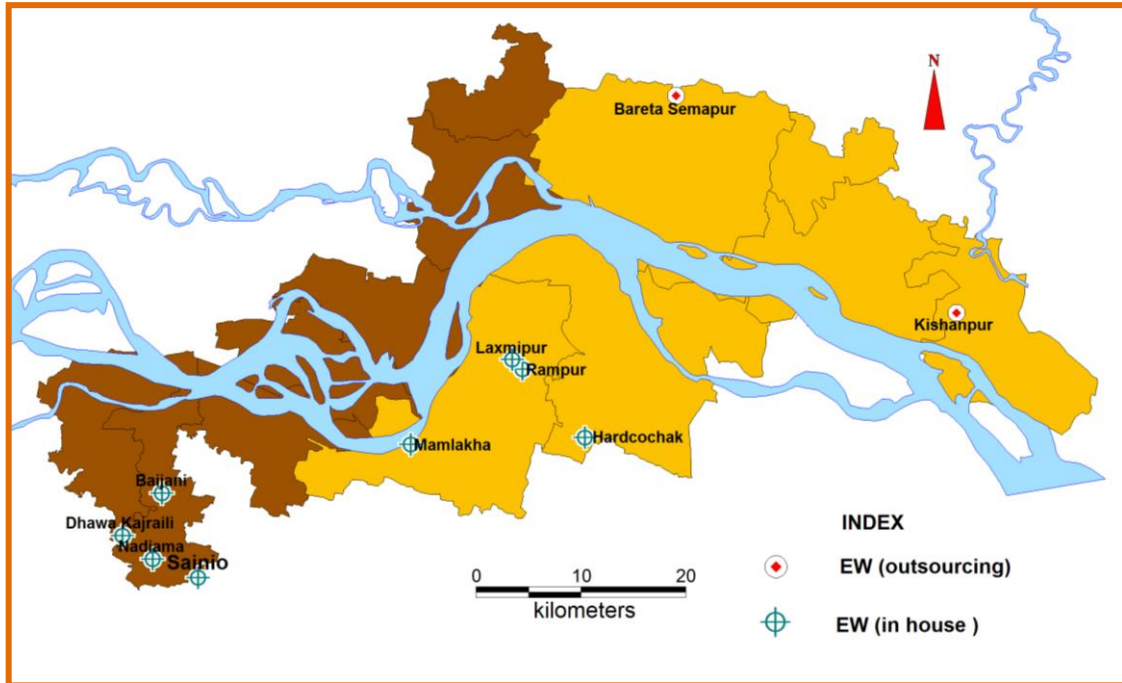 N
Bareta Semapur
Kishanpur
Laxmipur
Rampur
Mamlakha
Hardcochak
Baijani
Dhawa Kajraili
Nadiama
Sainio
INDEX
0 10 20
kilometers
EW (outsourcing)
EW (in house )